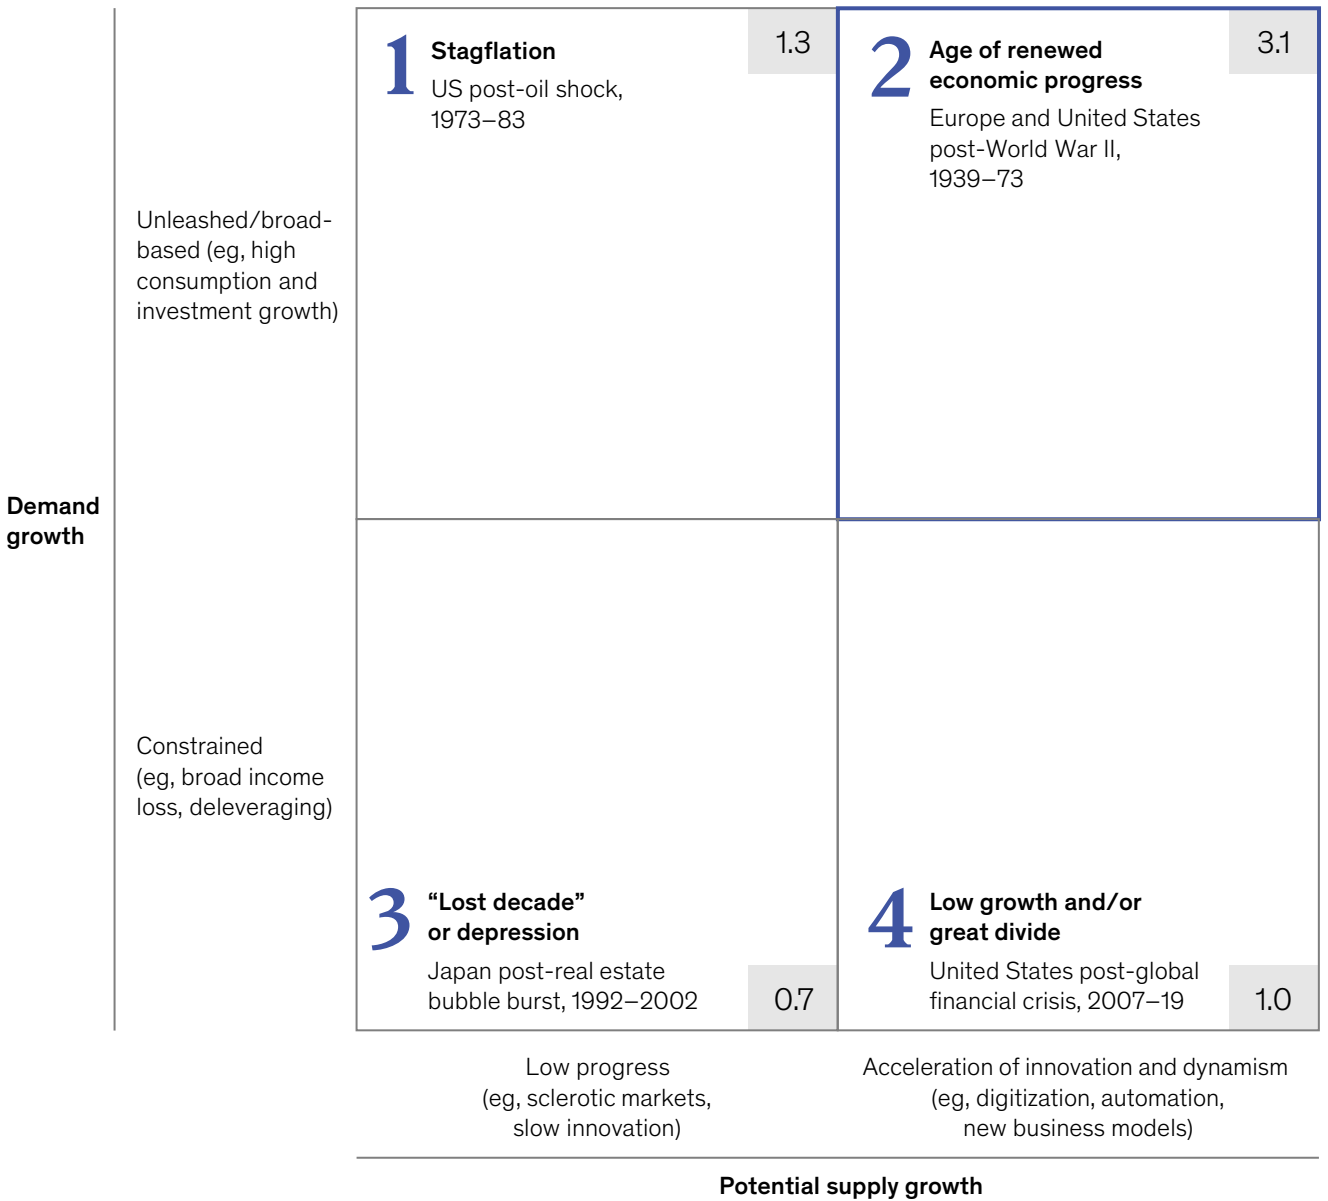 1
Stagflation
US post-oil shock,
1973–83
1.3
2
Age of renewed
economic progress
Europe and United States
post-World War II,
1939–73
3.1
Unleashed/broad-
based (eg, high
consumption and
investment growth)
Demand
growth
Constrained
(eg, broad income
loss, deleveraging)
3
“Lost decade”
or depression
Japan post-real estate
bubble burst, 1992–2002
0.7
4
Low growth and/or
great divide
United States post-global
financial crisis, 2007–19
1.0
Low progress
(eg, sclerotic markets,
slow innovation)
Acceleration of innovation and dynamism
(eg, digitization, automation,
new business models)
Potential supply growth